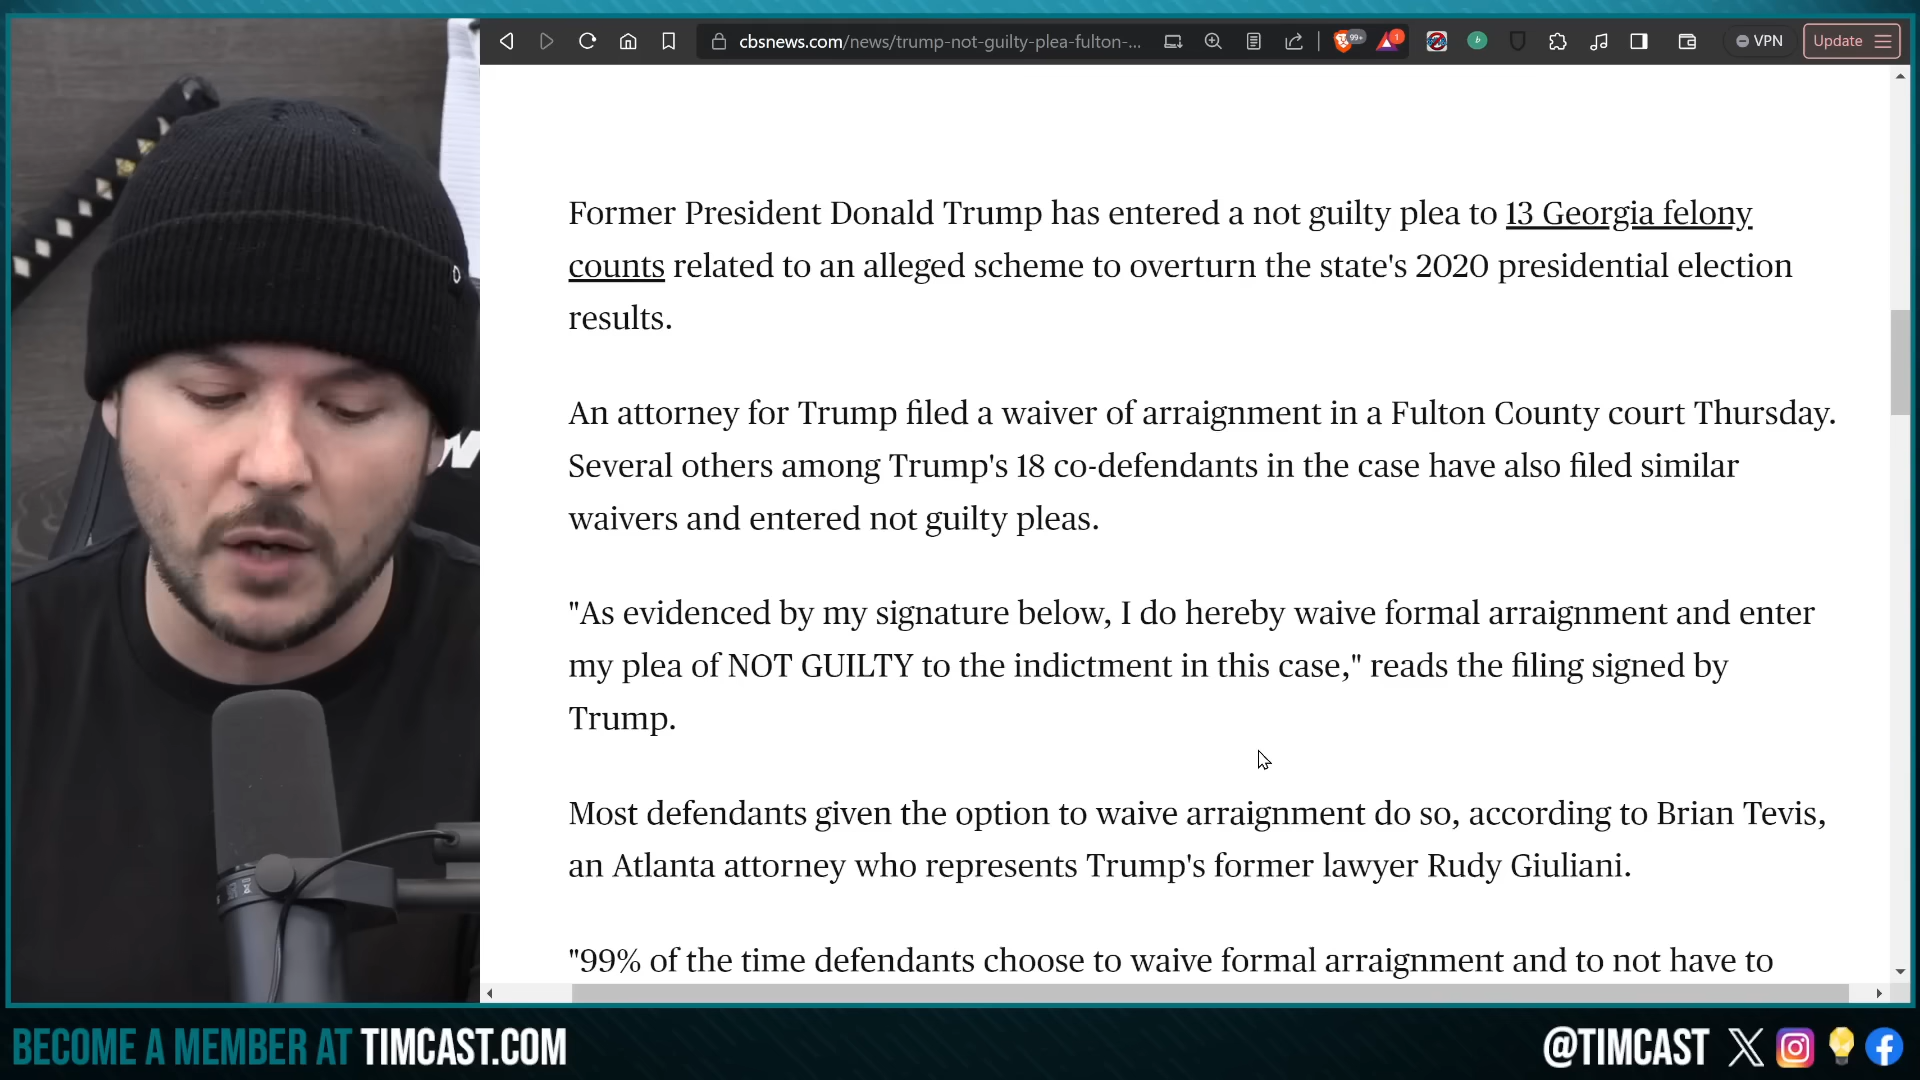 cbsnews.com/news/trump-not-guilty-plea-fulton-...
99+
1
b
VPN
Update
Former President Donald Trump has entered a not guilty plea to 13 Georgia felony
counts related to an alleged scheme to overturn the state's 2020 presidential election
results.
An attorney for Trump filed a waiver of arraignment in a Fulton County court Thursday.
Several others among Trump's 18 co-defendants in the case have also filed similar
waivers and entered not guilty pleas.
"As evidenced by my signature below, I do hereby waive formal arraignment and enter
my plea of NOT GUILTY to the indictment in this case," reads the filing signed by
Trump.
Most defendants given the option to waive arraignment do so, according to Brian Tevis,
an Atlanta attorney who represents Trump's former lawyer Rudy Giuliani.
"99% of the time defendants choose to waive formal arraignment and to not have to
BECOME A MEMBER AT TIMCAST.COM
@TIMCAST